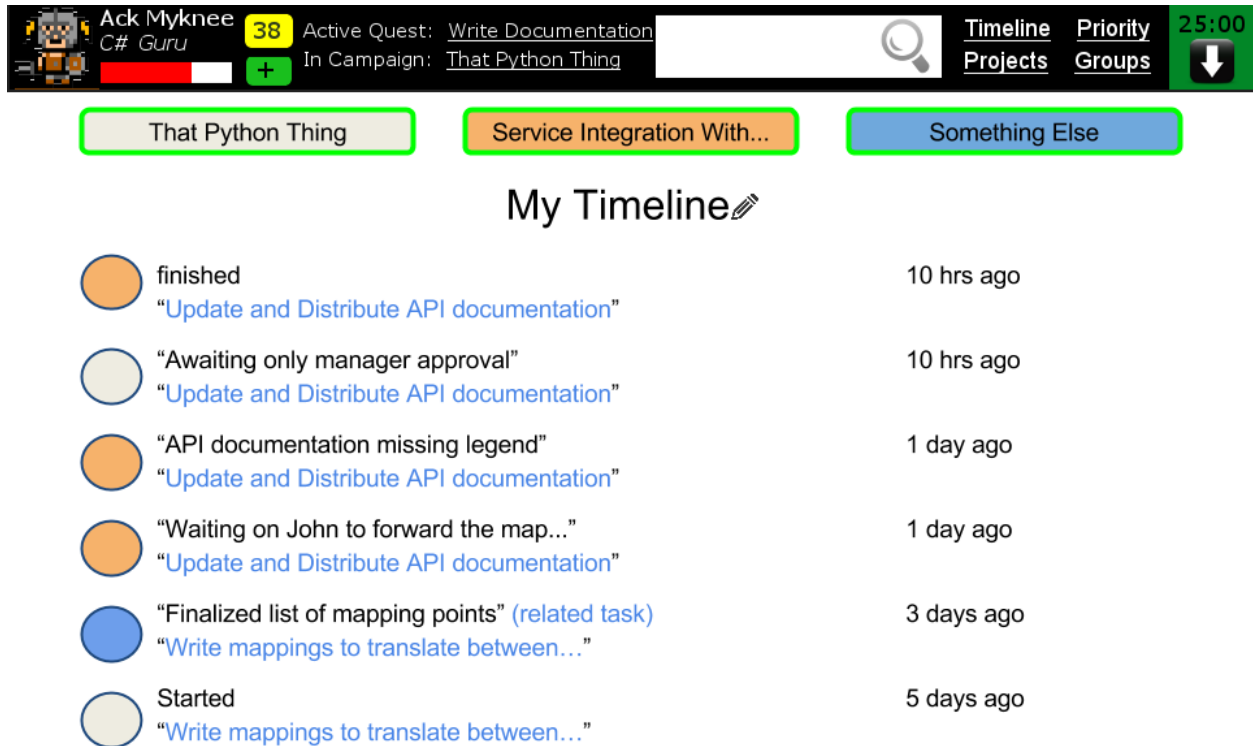 Ack Myknee
C# Guru
38
+
Active Quest: Write Documentation
In Campaign: That Python Thing
Timeline Priority
Projects Groups
25:00
That Python Thing
Service Integration With...
Something Else
My Timeline
finished
10 hrs ago
“Update and Distribute API documentation”
“Awaiting only manager approval”
10 hrs ago
“Update and Distribute API documentation”
“API documentation missing legend”
1 day ago
“Update and Distribute API documentation”
“Waiting on John to forward the map...”
1 day ago
“Update and Distribute API documentation”
“Finalized list of mapping points” (related task)
3 days ago
“Write mappings to translate between…”
Started
5 days ago
“Write mappings to translate between…”